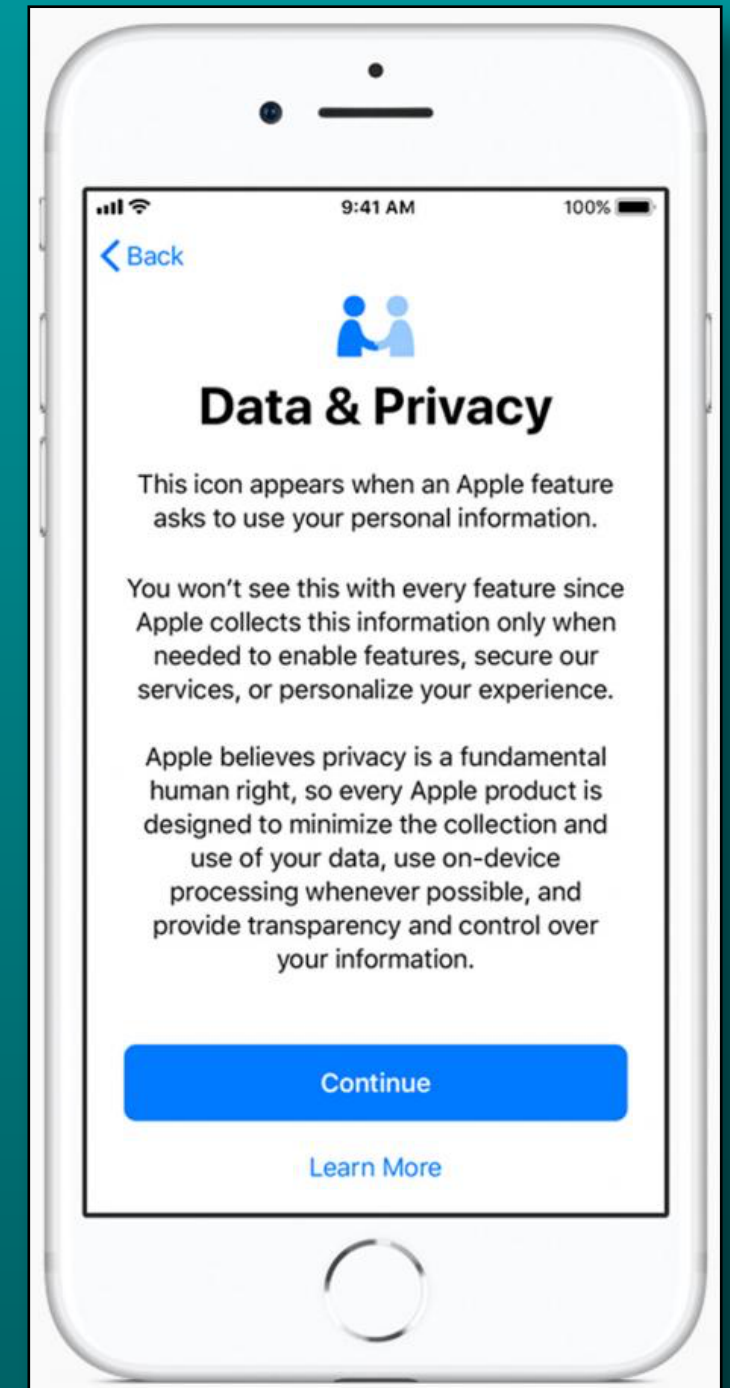 9:41 AM
100%
Back
Data & Privacy
This icon appears when an Apple feature
asks to use your personal information.
You won’t see this with every feature since
Apple collects this information only when
needed to enable features, secure our
services, or personalize your experience.
Apple believes privacy is a fundamental
human right, so every Apple product is
designed to minimize the collection and
use of your data, use on-device
processing whenever possible, and
provide transparency and control over
your information.
Continue
Learn More